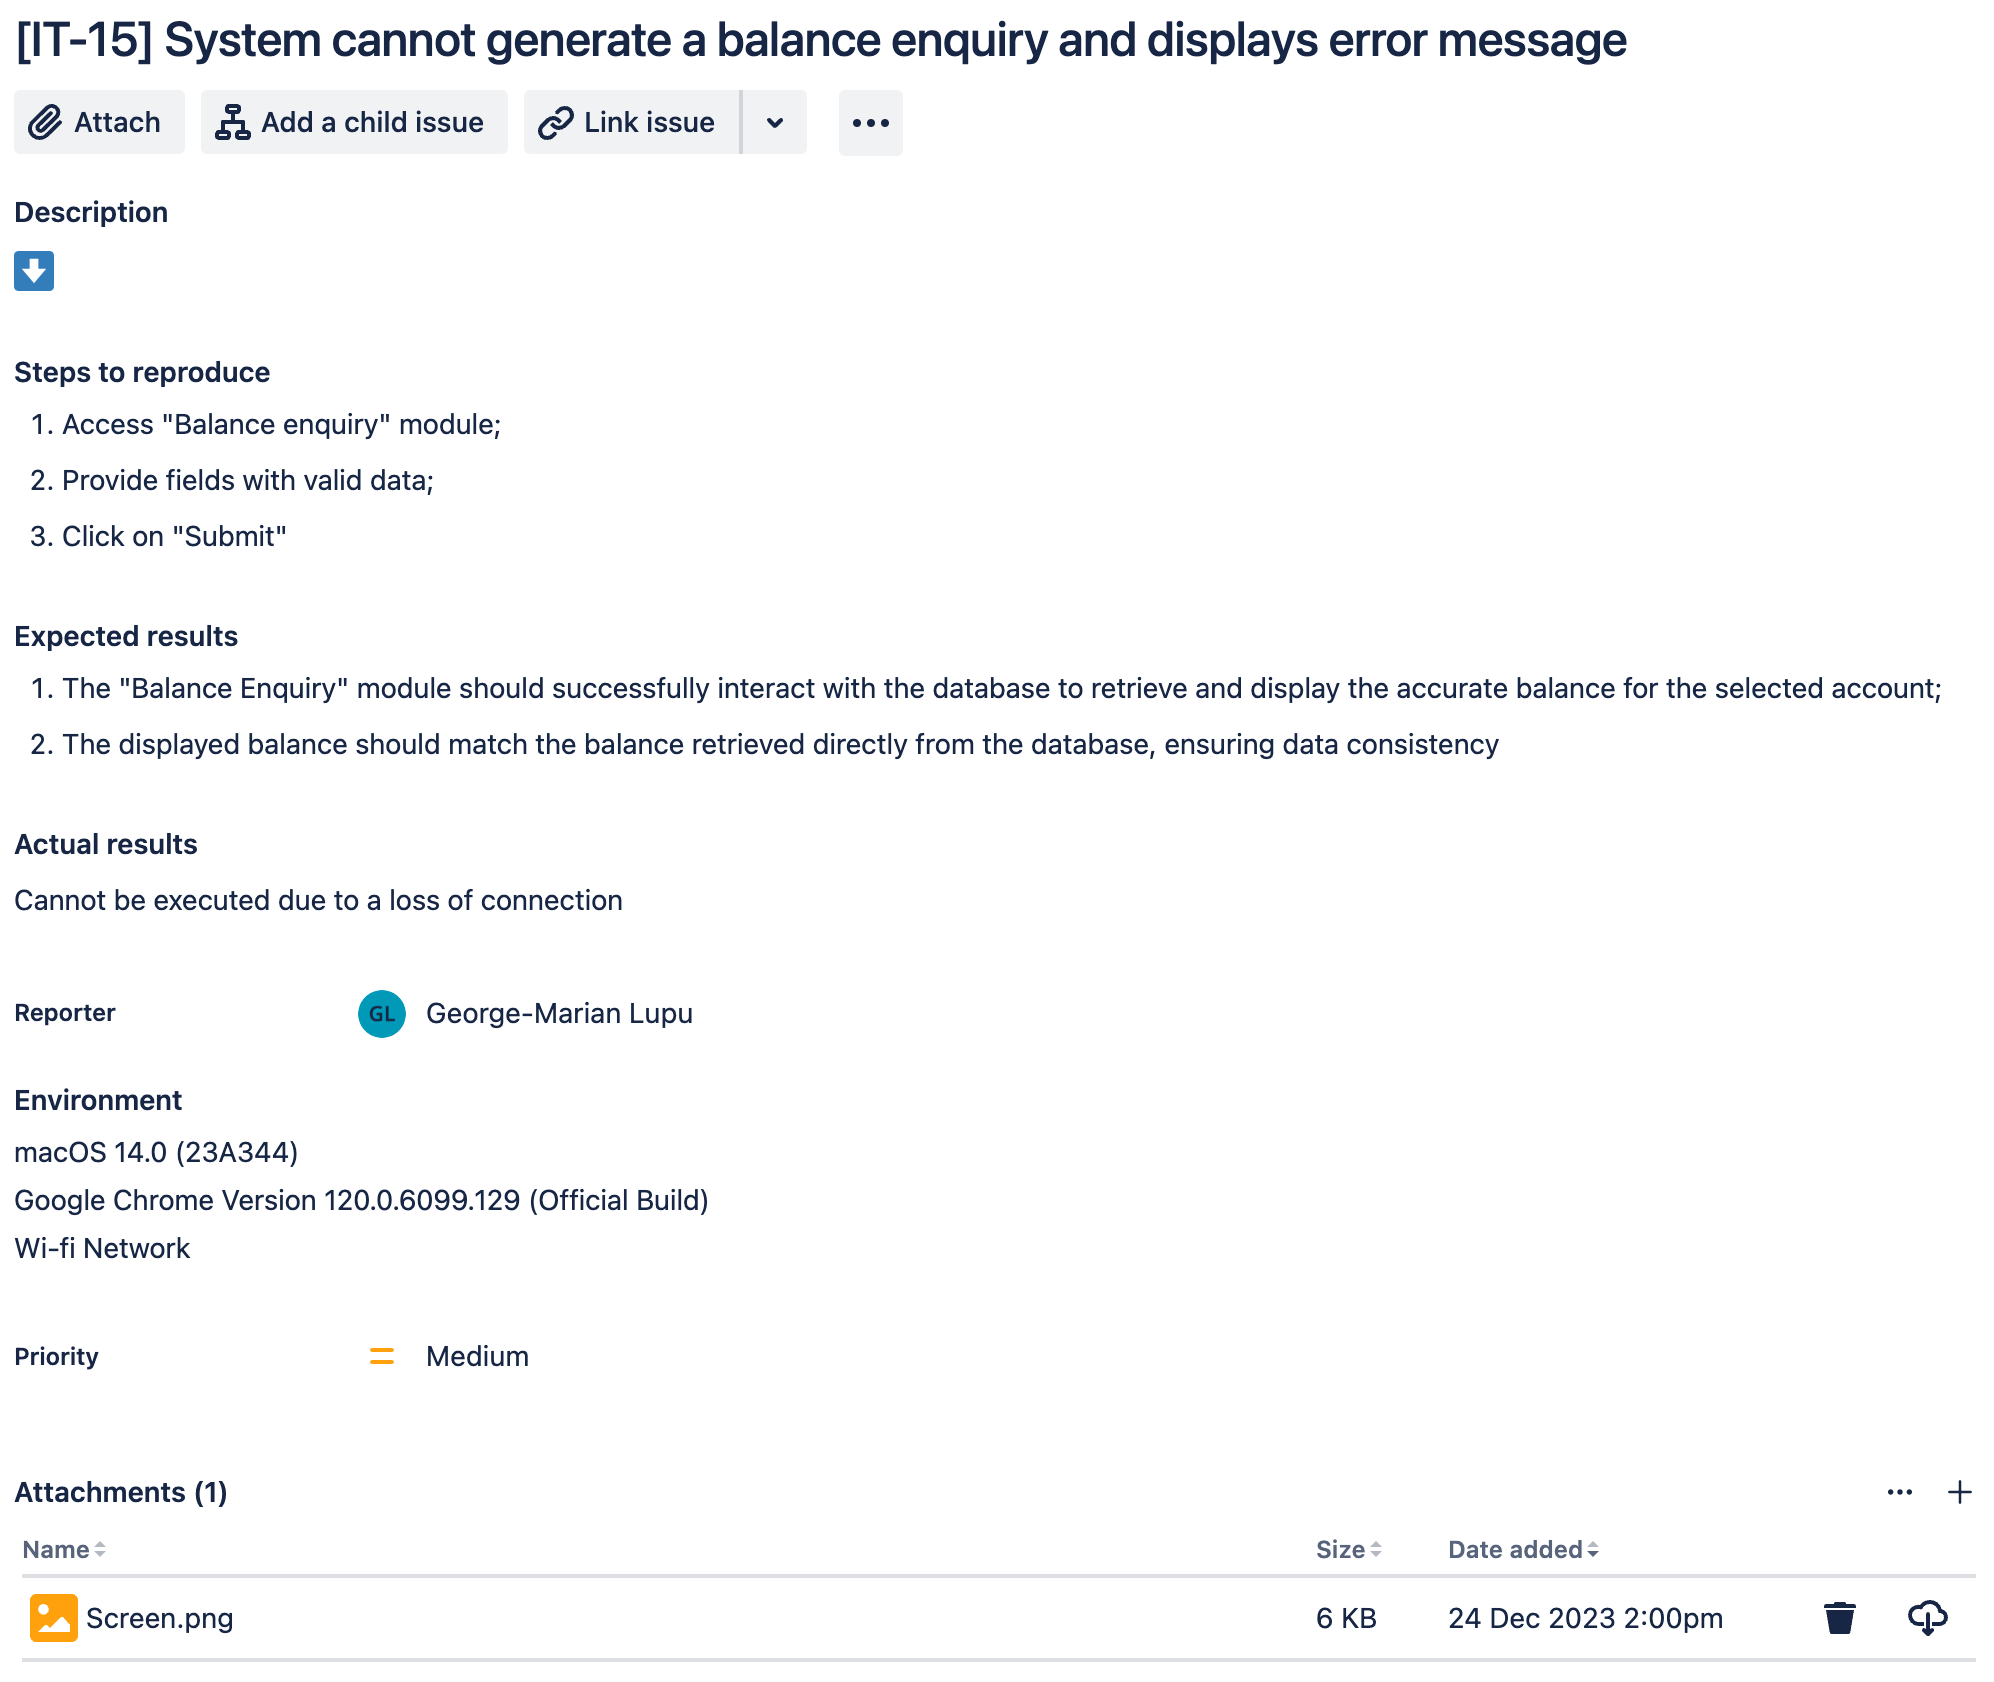 [IT-15] System cannot generate a balance enquiry and displays error message
Attach
Add a child issue
Link issue
Description
Steps to reproduce
1. Access "Balance enquiry" module;
2. Provide fields with valid data;
3. Click on "Submit"
Expected results
1. The "Balance Enquiry" module should successfully interact with the database to retrieve and display the accurate balance for the selected account;
2. The displayed balance should match the balance retrieved directly from the database, ensuring data consistency
Actual results
Cannot be executed due to a loss of connection
Reporter GL George-Marian Lupu
Environment
macOS 14.0 (23A344)
Google Chrome Version 120.0.6099.129 (Official Build)
Wi-fi Network
Priority Medium
Attachments (1)
Name Size Date added
Screen.png 6 KB 24 Dec 2023 2:00pm